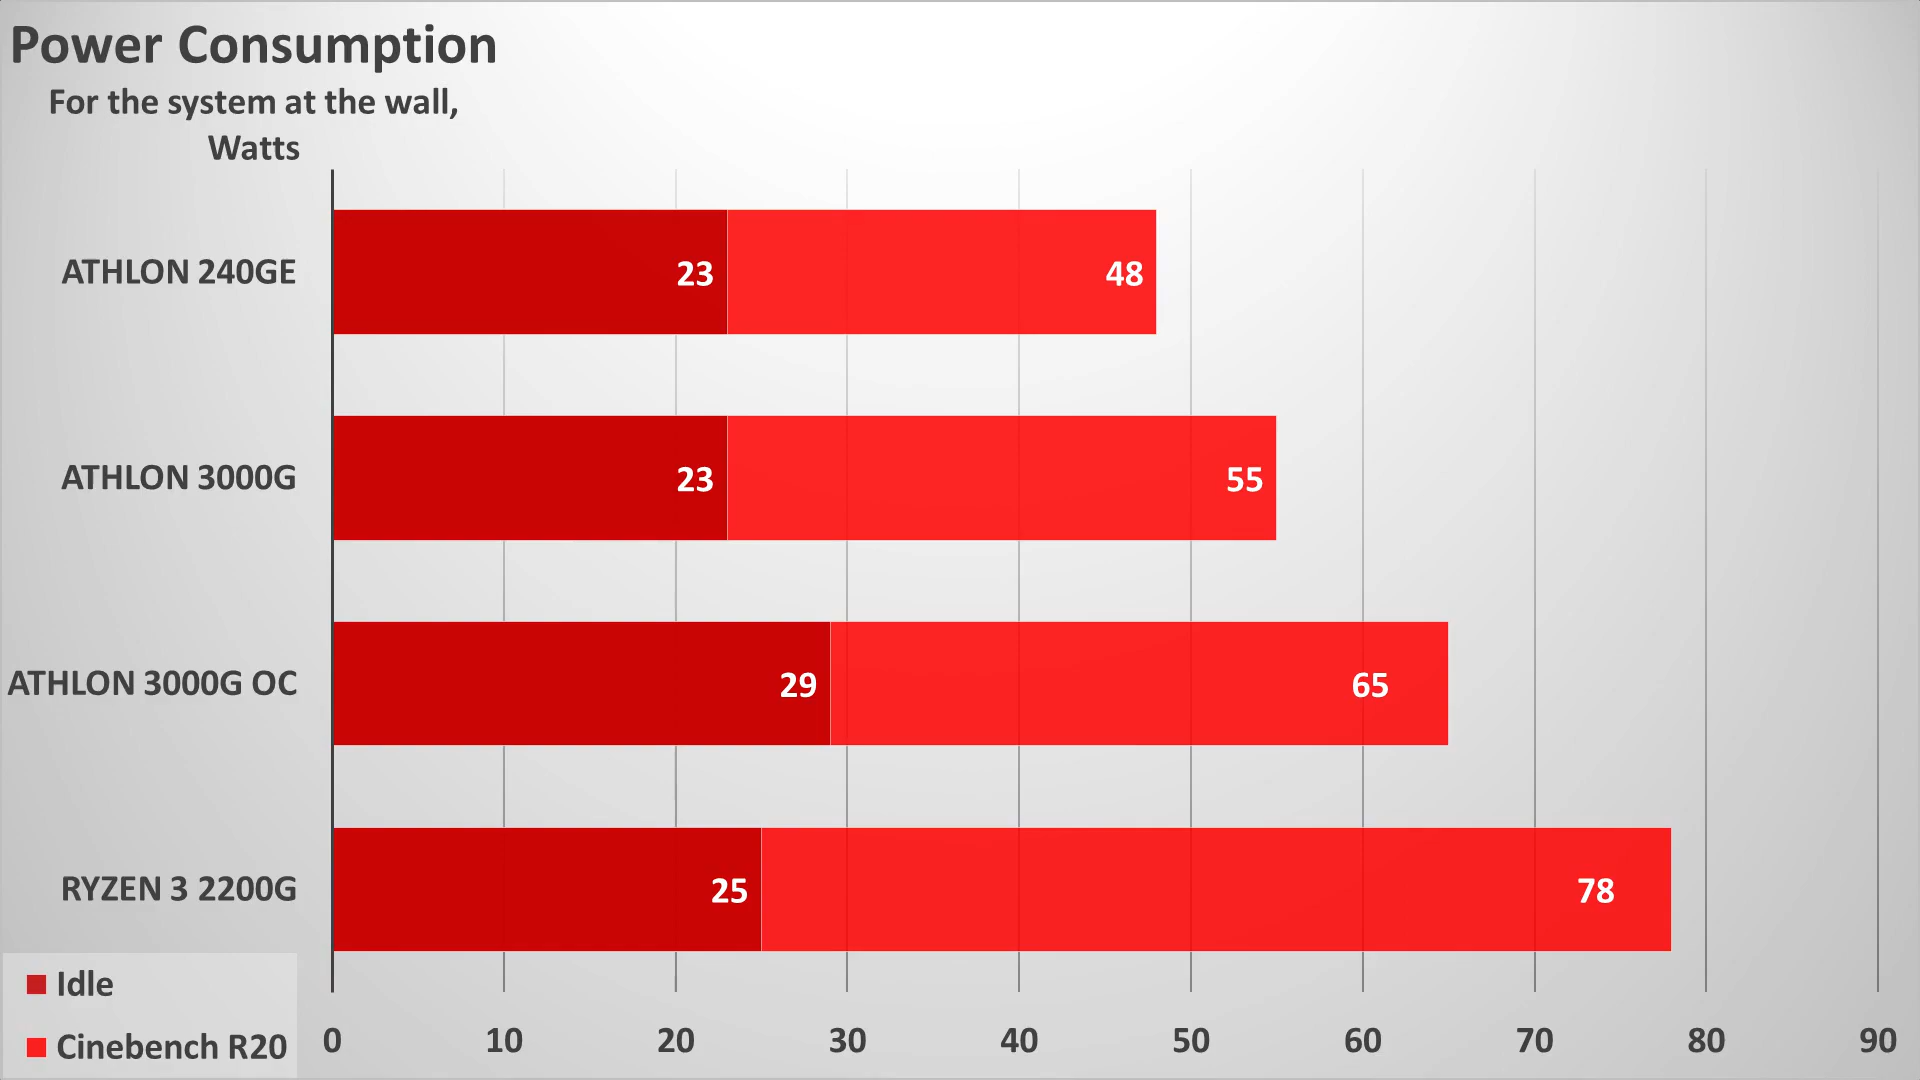 Power Consumption
For the system at the wall,
Watts
ATHLON 240GE
23
48
ATHLON 3000G
23
55
ATHLON 3000G OC
29
65
RYZEN 3 2200G
25
78
Idle
Cinebench R20
0 10 20 30 40 50 60 70 80 90